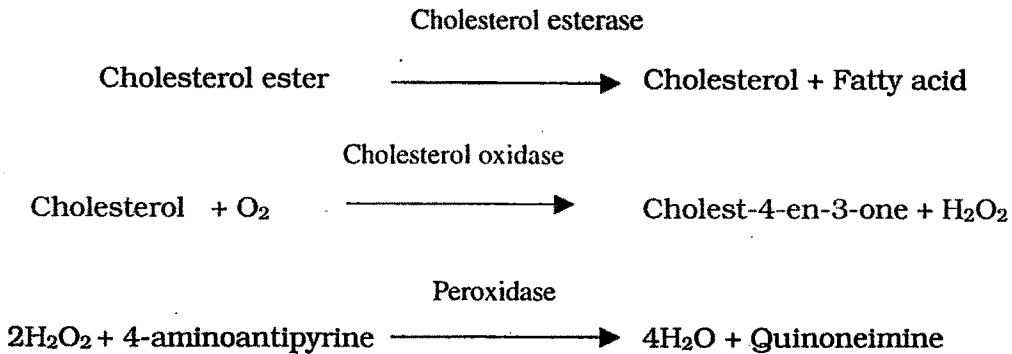 Cholesterol esterase
Cholesterol ester Cholesterol + Fatty acid
Cholesterol oxidase
Cholesterol + O₂ Cholest-4-en-3-one + H₂O₂
Peroxidase
2H₂O₂ + 4-aminoantipyrine 4H₂O + Quinoneimine